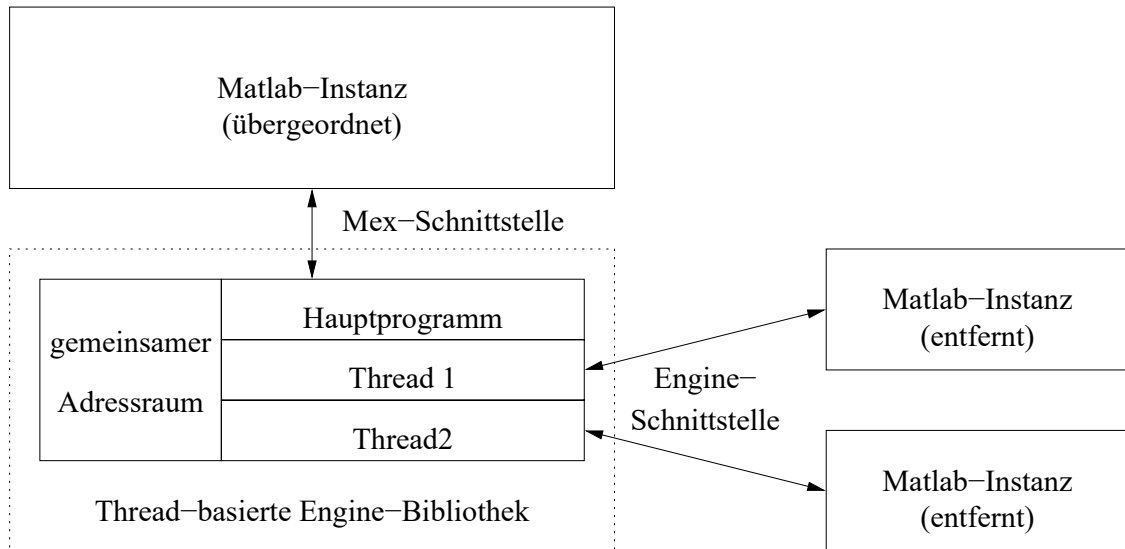 Matlab−Instanz
(übergeordnet)
Mex−Schnittstelle
gemeinsamer
Adressraum
Hauptprogramm
Thread 1
Thread2
Thread−basierte Engine−Bibliothek
Engine−
Schnittstelle
Matlab−Instanz
(entfernt)
Matlab−Instanz
(entfernt)